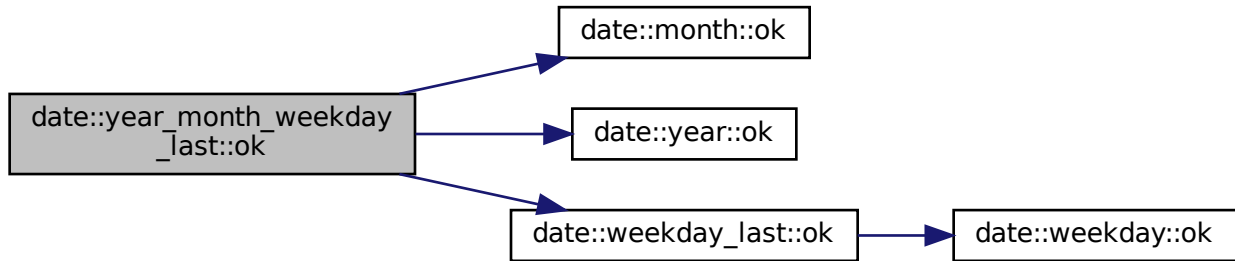 date::month::ok
date::year_month_weekday
_last::ok
date::year::ok
date::weekday_last::ok
date::weekday::ok